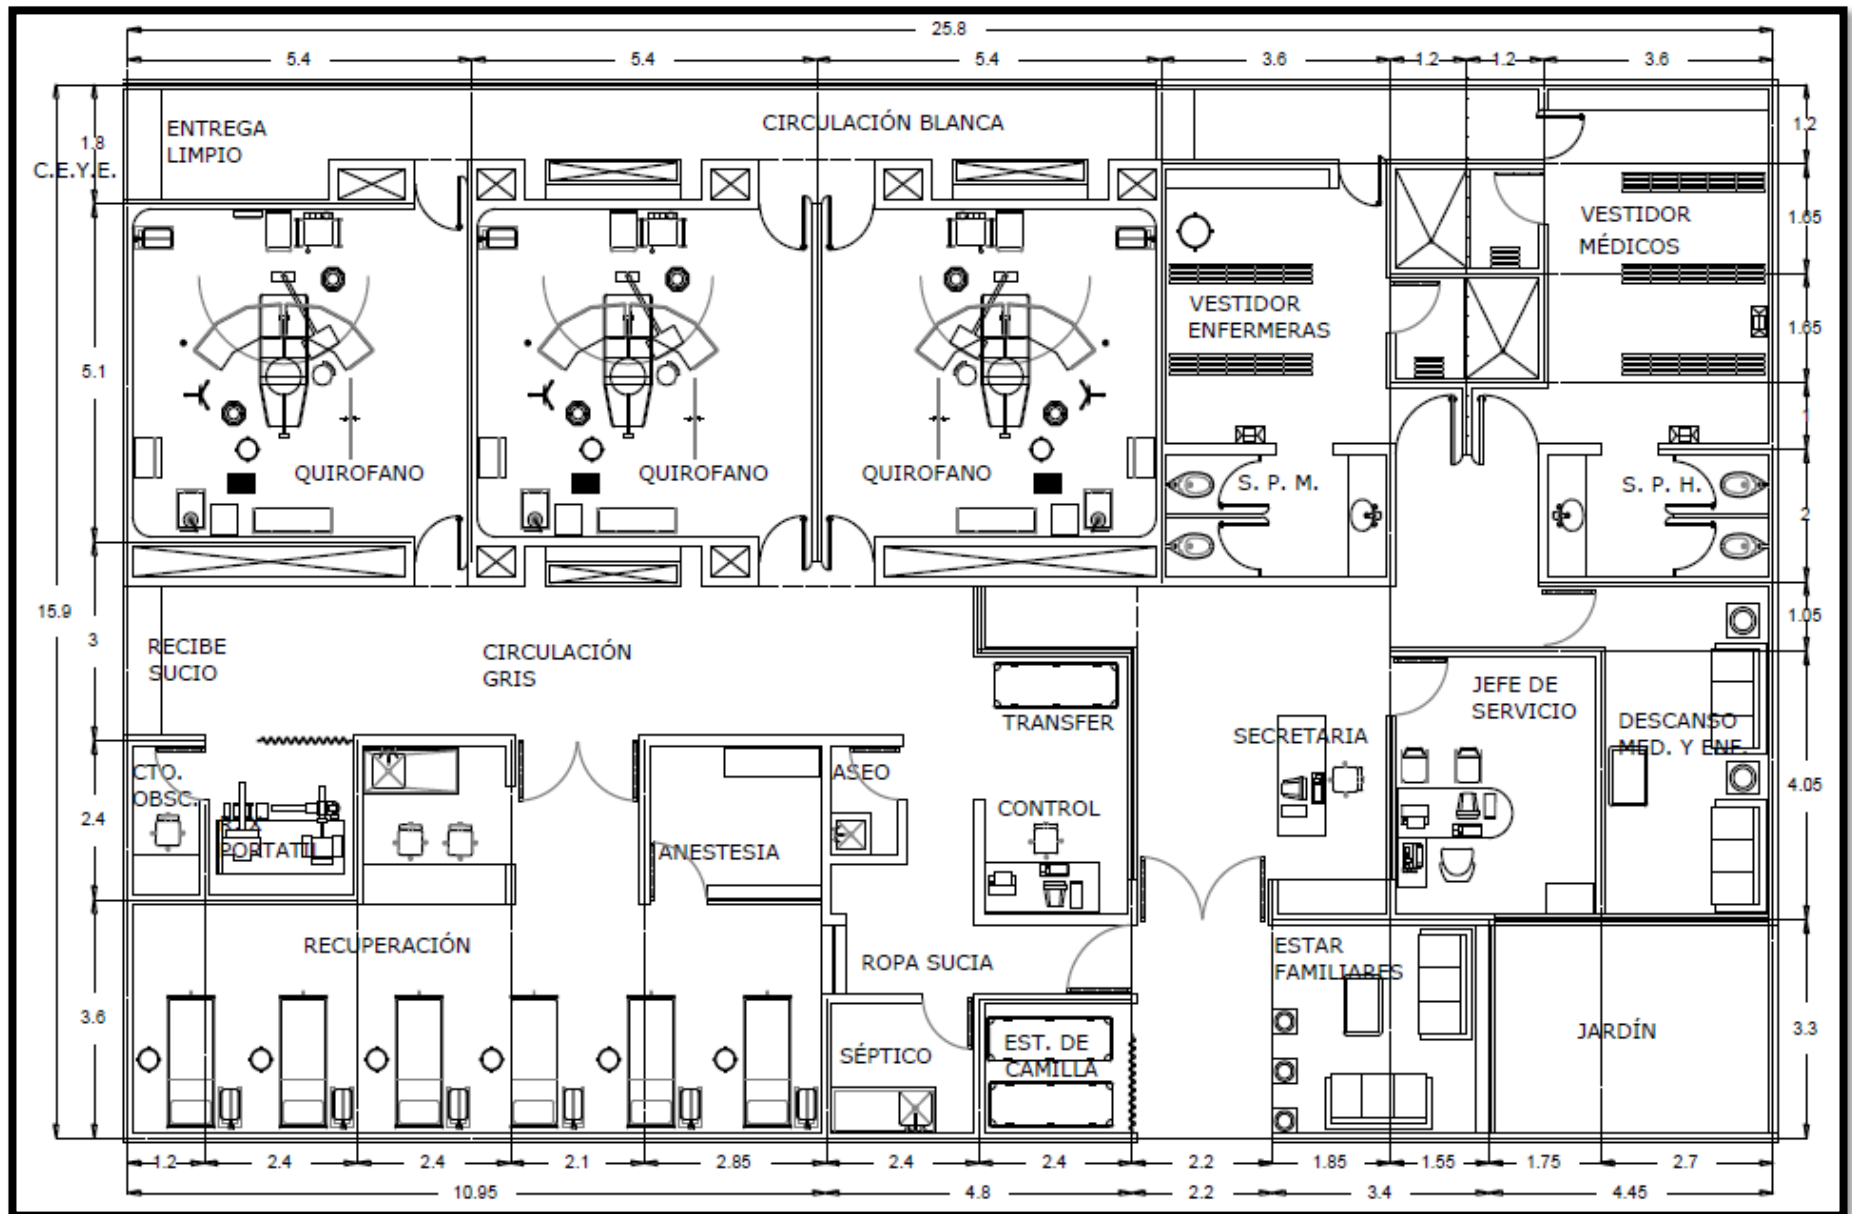 25.8
5.4
5.4
5.4
3.6
1.2
1.2
3.6
ENTREGA
LIMPIO
CIRCULACIÓN BLANCA
1.8
C.E.Y.E.
1.2
VESTIDOR
MÉDICOS
1.65
VESTIDOR
ENFERMERAS
1.65
5.1
1
QUIROFANO
QUIROFANO
QUIROFANO
S. P. M.
S. P. H.
2
15.9
3
RECIBE
SUCIO
CIRCULACIÓN
GRIS
1.05
TRANSFER
SECRETARIA
JEFE DE
SERVICIO
DESCANSO
MED. Y ENF.
CTO.
OBSC.
ASEO
4.05
2.4
PORTATIL
ANESTESIA
CONTROL
RECUPERACIÓN
ROPA SUCIA
ESTAR
FAMILIARES
3.6
SÉPTICO
EST. DE
CAMILLA
JARDÍN
3.3
1.2
2.4
2.4
2.1
2.85
2.4
2.4
2.2
1.85
1.55
1.75
2.7
10.95
4.8
2.2
3.4
4.45